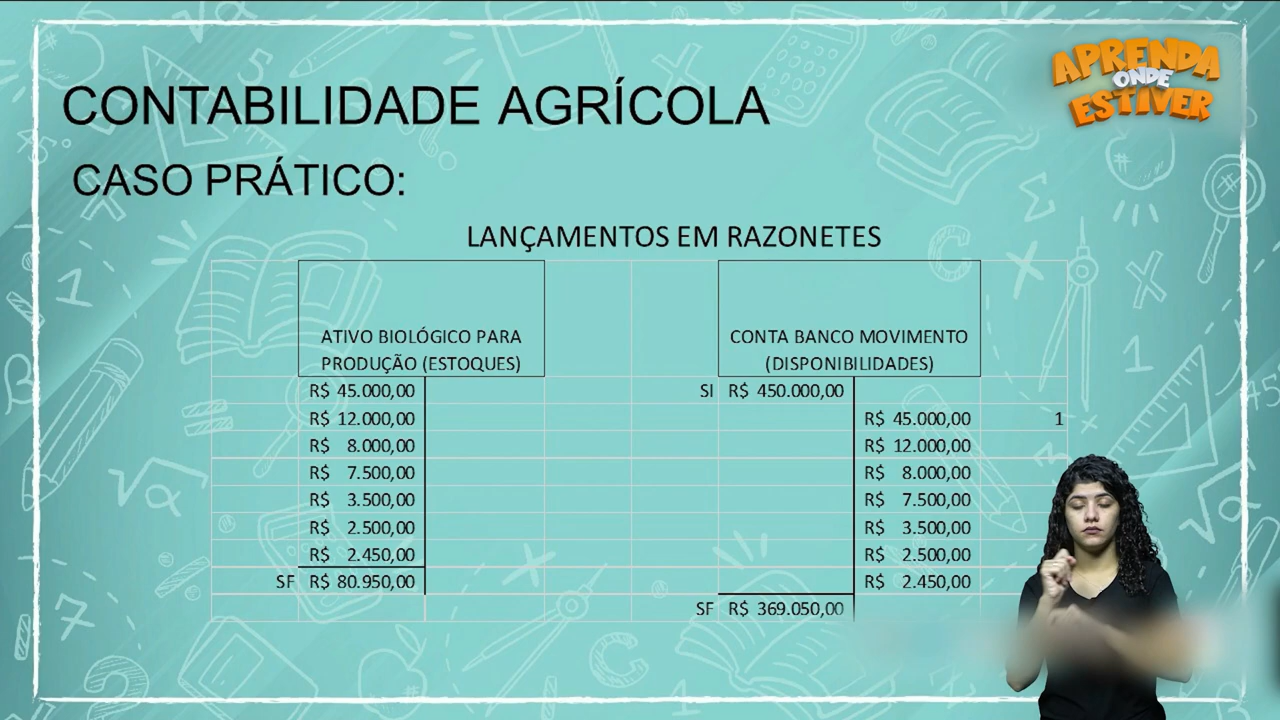 APRENDA
ONDE
ESTIVER
CONTABILIDADE AGRÍCOLA
CASO PRÁTICO:
LANÇAMENTOS EM RAZONETES
ATIVO BIOLÓGICO PARA
PRODUÇÃO (ESTOQUES)
CONTA BANCO MOVIMENTO
(DISPONIBILIDADES)
R$ 45.000,00 SI R$ 450.000,00
R$ 12.000,00 R$ 45.000,00 1
R$ 8.000,00 R$ 12.000,00
R$ 7.500,00 R$ 8.000,00
R$ 3.500,00 R$ 7.500,00
R$ 2.500,00 R$ 3.500,00
R$ 2.450,00 R$ 2.500,00
SF R$ 80.950,00 R$ 2.450,00
SF R$ 369.050,00